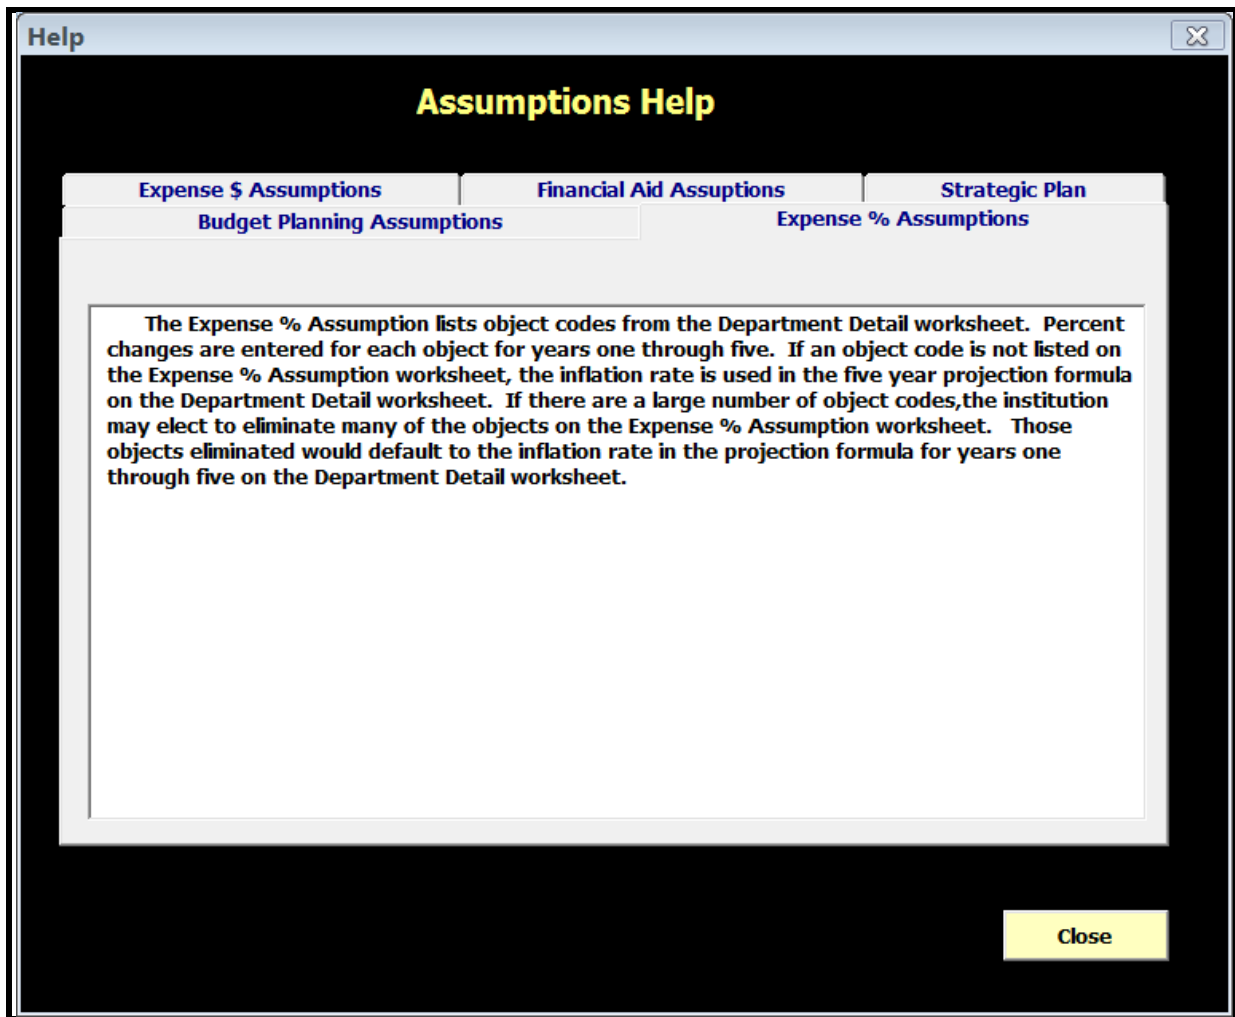 Help
Assumptions Help
Expense $ Assumptions Financial Aid Assuptions Strategic Plan
Budget Planning Assumptions Expense % Assumptions
The Expense % Assumption lists object codes from the Department Detail worksheet.  Percent
changes are entered for each object for years one through five.  If an object code is not listed on
the Expense % Assumption worksheet, the inflation rate is used in the five year projection formula
on the Department Detail worksheet.  If there are a large number of object codes,the institution
may elect to eliminate many of the objects on the Expense % Assumption worksheet.   Those
objects eliminated would default to the inflation rate in the projection formula for years one
through five on the Department Detail worksheet.
Close